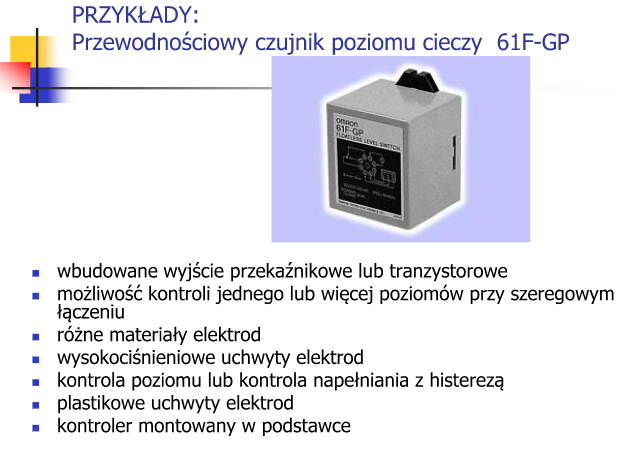 PRZYKŁADY:
Przewodnościowy czujnik poziomu cieczy 61F-GP
OMRON
61F-GP
FLOATLESS LEVEL SWITCH
wbudowane wyjście przekaźnikowe lub tranzystorowe
możliwość kontroli jednego lub więcej poziomów przy szeregowym
łączeniu
różne materiały elektrod
wysokociśnieniowe uchwyty elektrod
kontrola poziomu lub kontrola napełniania z histerezą
plastikowe uchwyty elektrod
kontroler montowany w podstawce